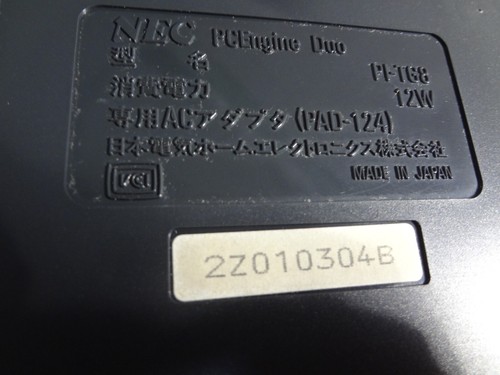 NEC PCEngine Duo
型 名 PI-TG8
消費電力 12W
専用ACアダプタ(PAD-124)
日本電気ホームエレクトロニクス株式会社
MADE IN JAPAN
VCI
2Z010304B